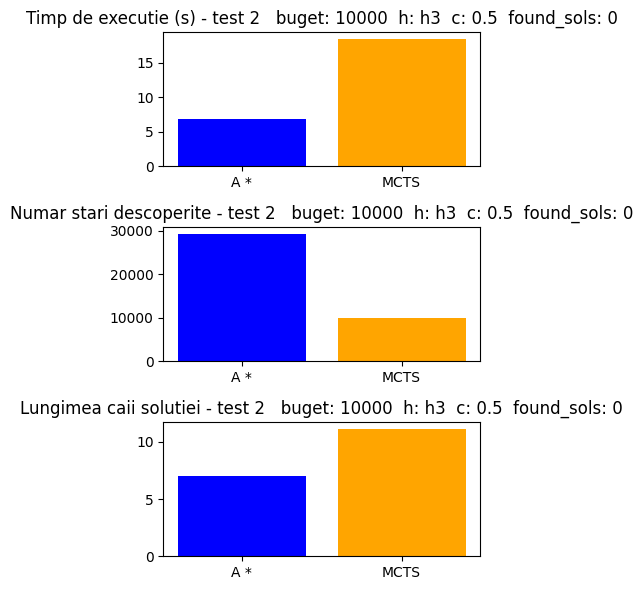 Timp de executie (s) - test 2   buget: 10000  h: h3  c: 0.5  found_sols: 0
15
10
5
0
A *
MCTS
Numar stari descoperite - test 2   buget: 10000  h: h3  c: 0.5  found_sols: 0
30000
20000
10000
0
A *
MCTS
Lungimea caii solutiei - test 2   buget: 10000  h: h3  c: 0.5  found_sols: 0
10
5
0
A *
MCTS